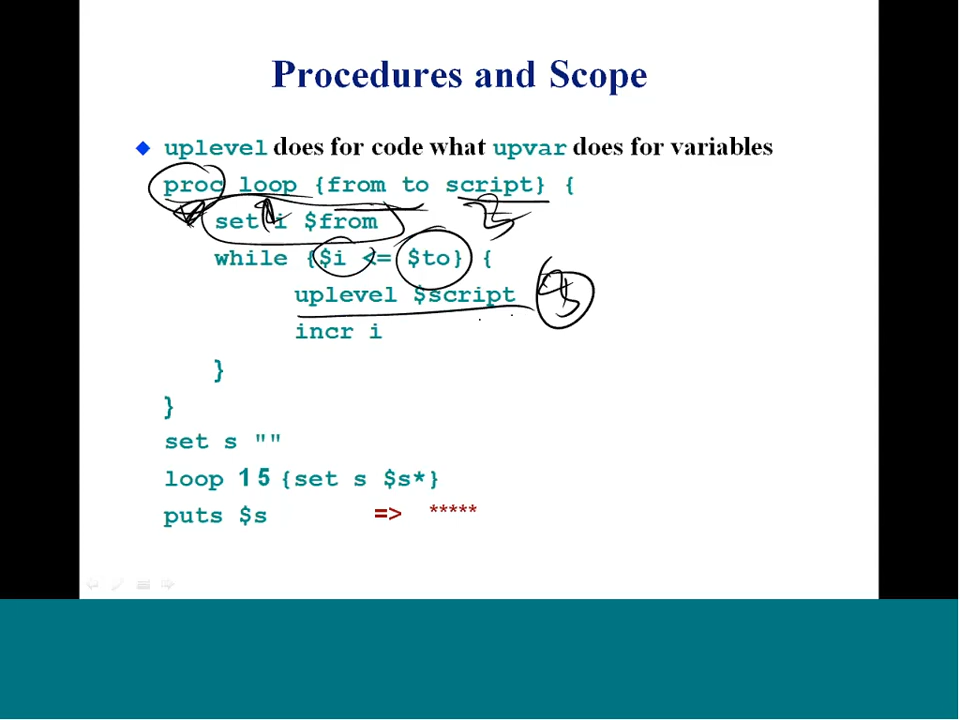 Procedures and Scope
uplevel does for code what upvar does for variables
proc loop {from to script} {
set i $from
while {$i <= $to} {
uplevel $script
incr i
}
}
set s ""
loop 1 5 {set s $s*}
puts $s => *****